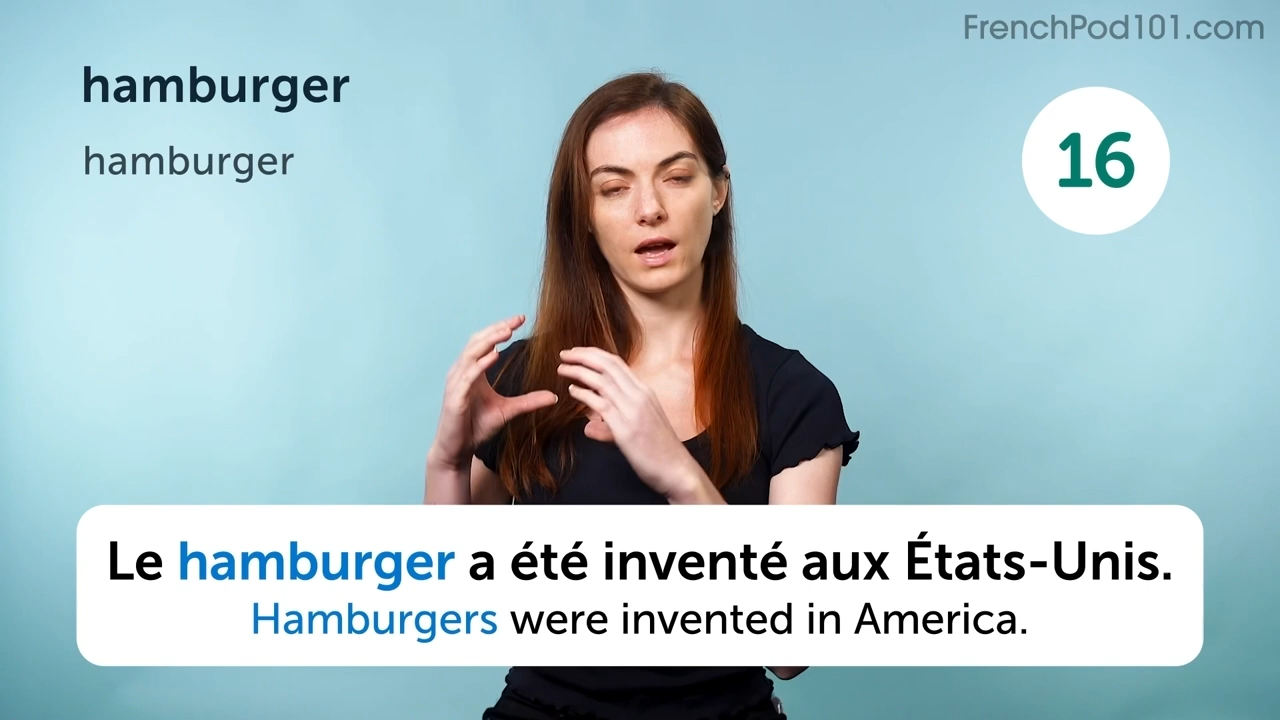 FrenchPod101.com
hamburger
hamburger
16
Le hamburger a été inventé aux États-Unis.
Hamburgers were invented in America.